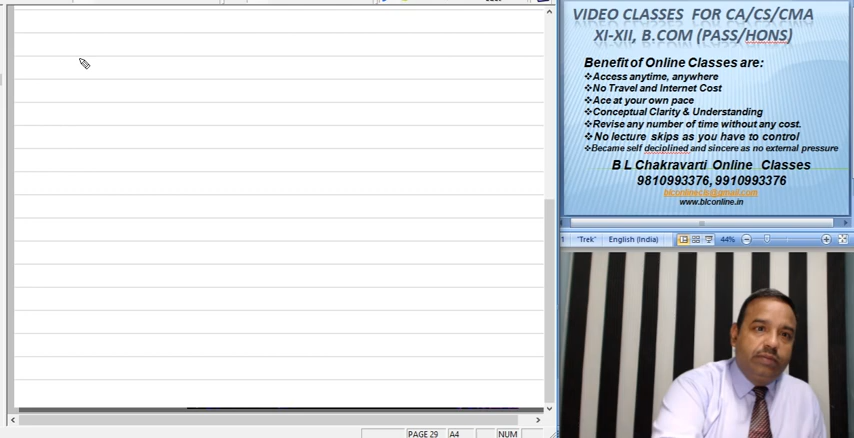 VIDEO CLASSES FOR CA/CS/CMA
XI-XII, B.COM (PASS/HONS)
Benefit of Online Classes are:
❖Access anytime, anywhere
❖No Travel and Internet Cost
❖Ace at your own pace
❖Conceptual Clarity & Understanding
❖Revise any number of time without any cost.
❖No lecture skips as you have to control
❖Became self deciplined and sincere as no external pressure
B L Chakravarti Online Classes
9810993376, 9910993376
www.blconline.in
1 "Trek" English (India) 44%
PAGE 29 A4 NUM